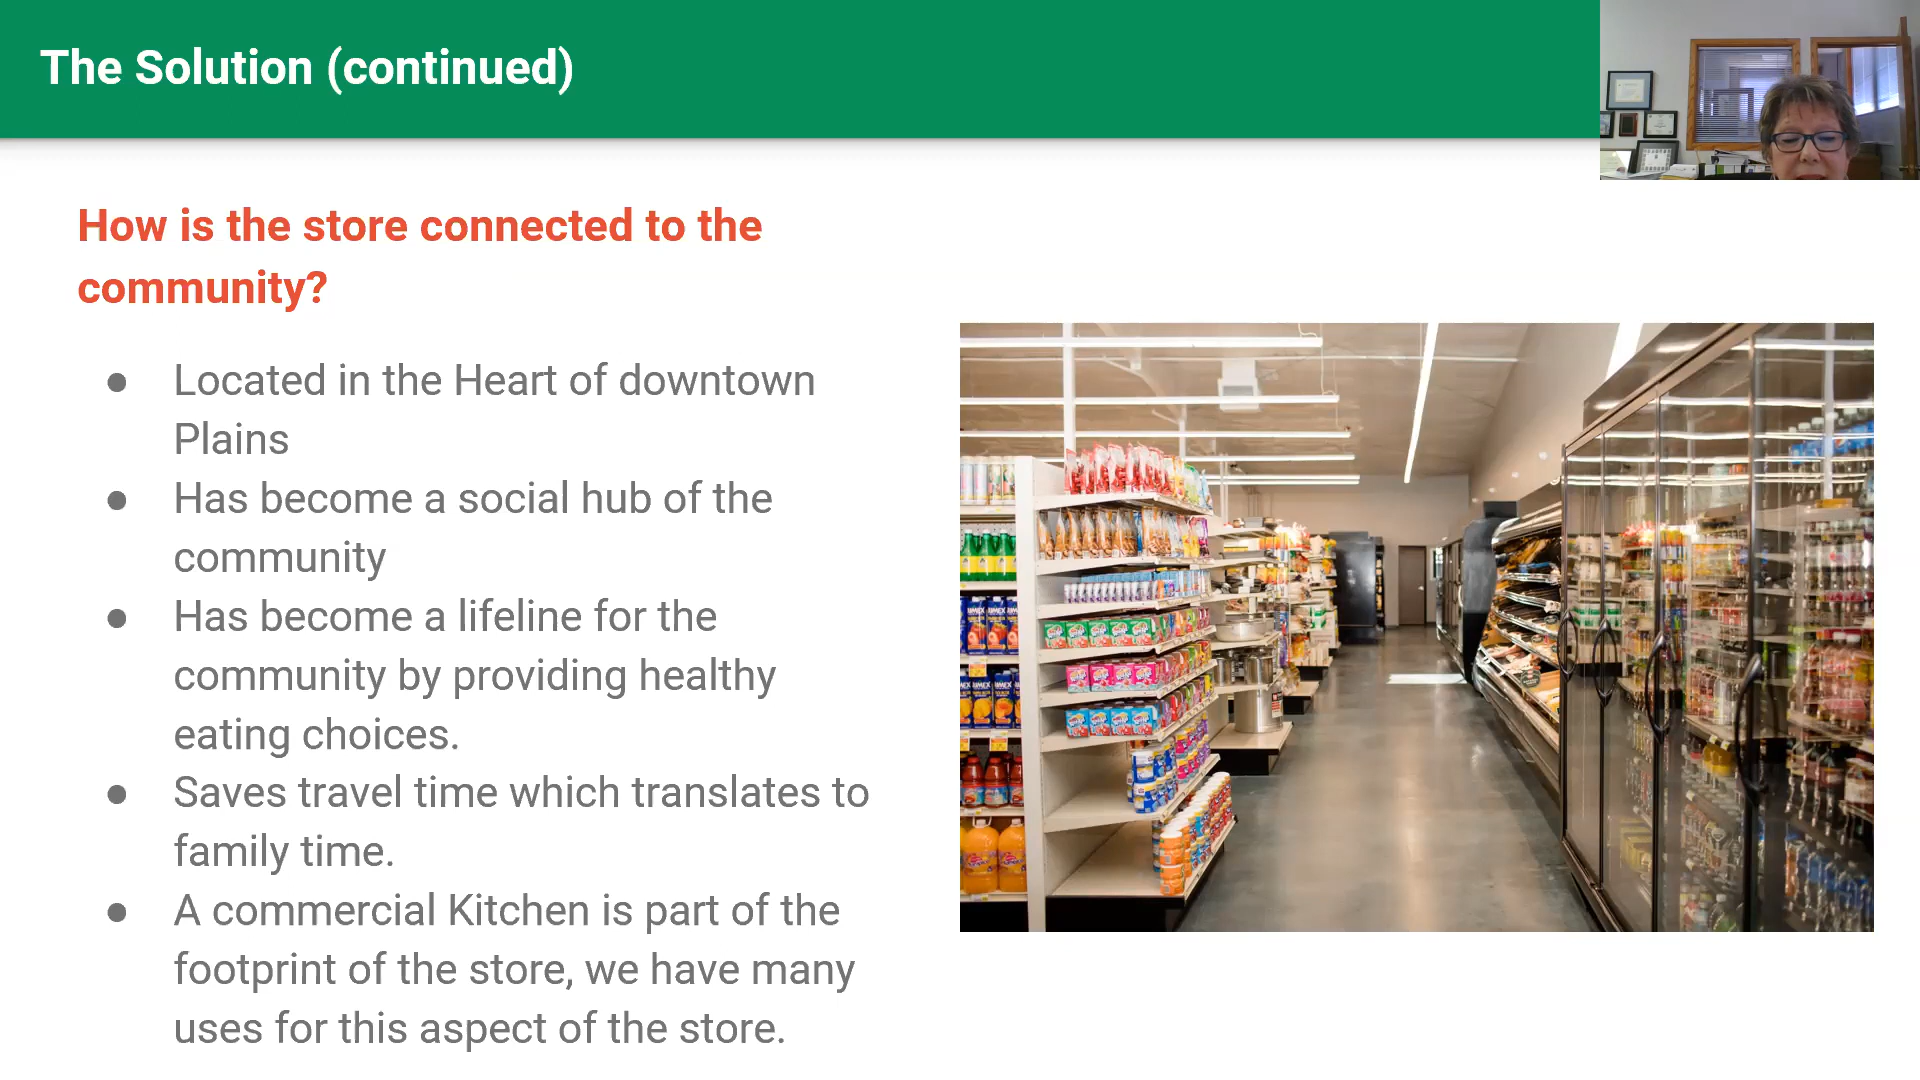 The Solution (continued)
How is the store connected to the
community?
● Located in the Heart of downtown
Plains
● Has become a social hub of the
community
● Has become a lifeline for the
community by providing healthy
eating choices.
● Saves travel time which translates to
family time.
● A commercial Kitchen is part of the
footprint of the store, we have many
uses for this aspect of the store.